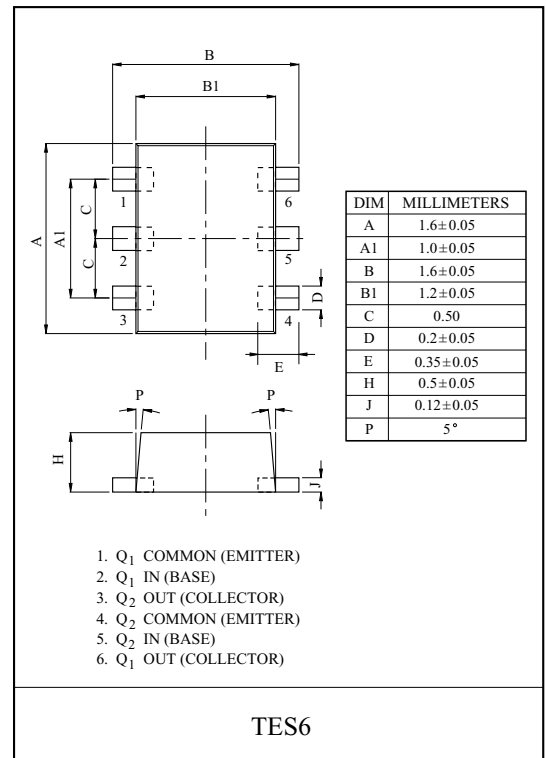 B
B1
1
6
C
A
A1
2
5
C
D
3
4
E
P
P
H
J
DIM MILLIMETERS
A 1.6±0.05
A1 1.0±0.05
B 1.6±0.05
B1 1.2±0.05
C 0.50
D 0.2±0.05
E 0.35±0.05
H 0.5±0.05
J 0.12±0.05
P 5°
1. Q1 COMMON (EMITTER)
2. Q1 IN (BASE)
3. Q2 OUT (COLLECTOR)
4. Q2 COMMON (EMITTER)
5. Q2 IN (BASE)
6. Q1 OUT (COLLECTOR)
TES6